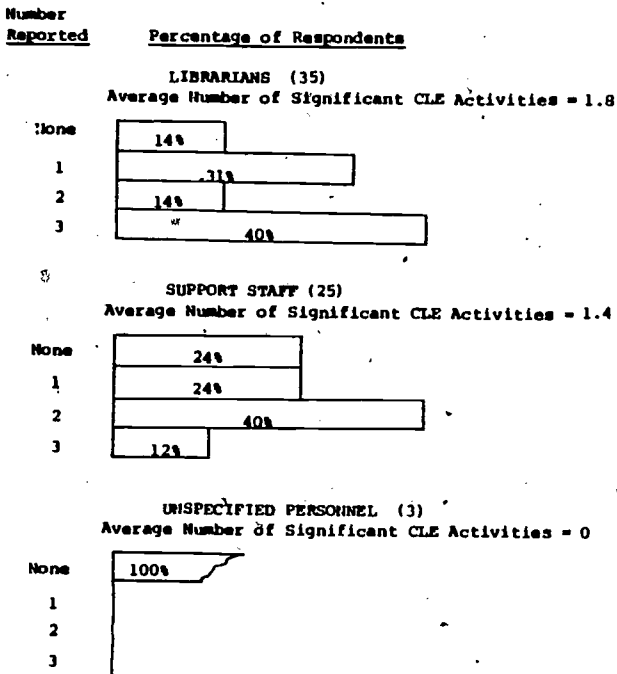 Number
Reported Percentage of Respondents
LIBRARIANS (35)
Average Number of Significant CLE Activities = 1.8
None 14%
1 31%
2 14%
3 40%
SUPPORT STAFF (25)
Average Number of Significant CLE Activities = 1.4
None 24%
1 24%
2 40%
3 12%
UNSPECIFIED PERSONNEL (3)
Average Number of Significant CLE Activities = 0
None 100%
1
2
3